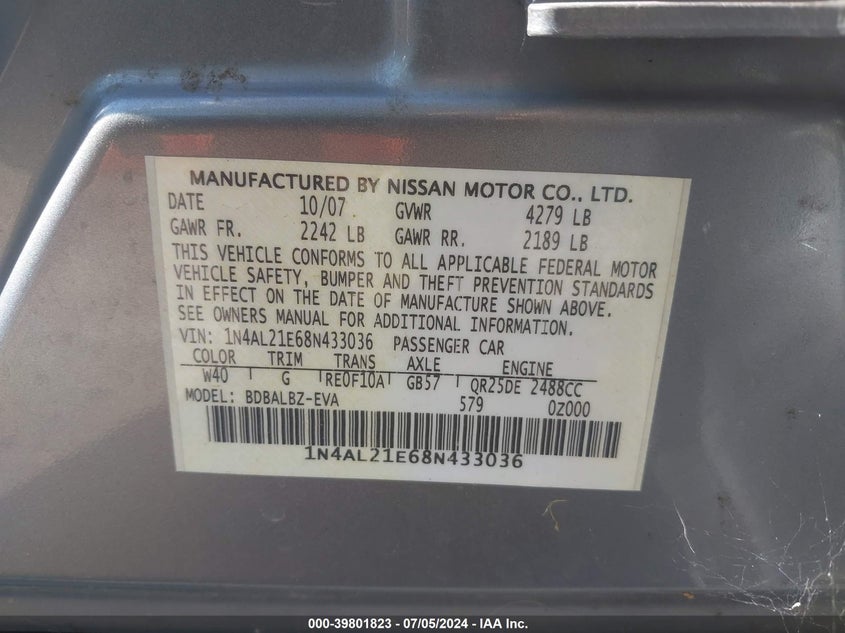 MANUFACTURED BY NISSAN MOTOR CO., LTD.
DATE 10/07 GVWR 4279 LB
GAWR FR. 2242 LB GAWR RR. 2189 LB
THIS VEHICLE CONFORMS TO ALL APPLICABLE FEDERAL MOTOR
VEHICLE SAFETY, BUMPER AND THEFT PREVENTION STANDARDS
IN EFFECT ON THE DATE OF MANUFACTURE SHOWN ABOVE.
SEE OWNERS MANUAL FOR ADDITIONAL INFORMATION.
VIN: 1N4AL21E68N433036 PASSENGER CAR
COLOR TRIM TRANS AXLE ENGINE
W40 G RE0F10A GB57 QR25DE 2488CC
MODEL: BDBALBZ-EVA 579 0Z000
1N4AL21E68N433036
000-39801823 - 07/05/2024 - IAA Inc.